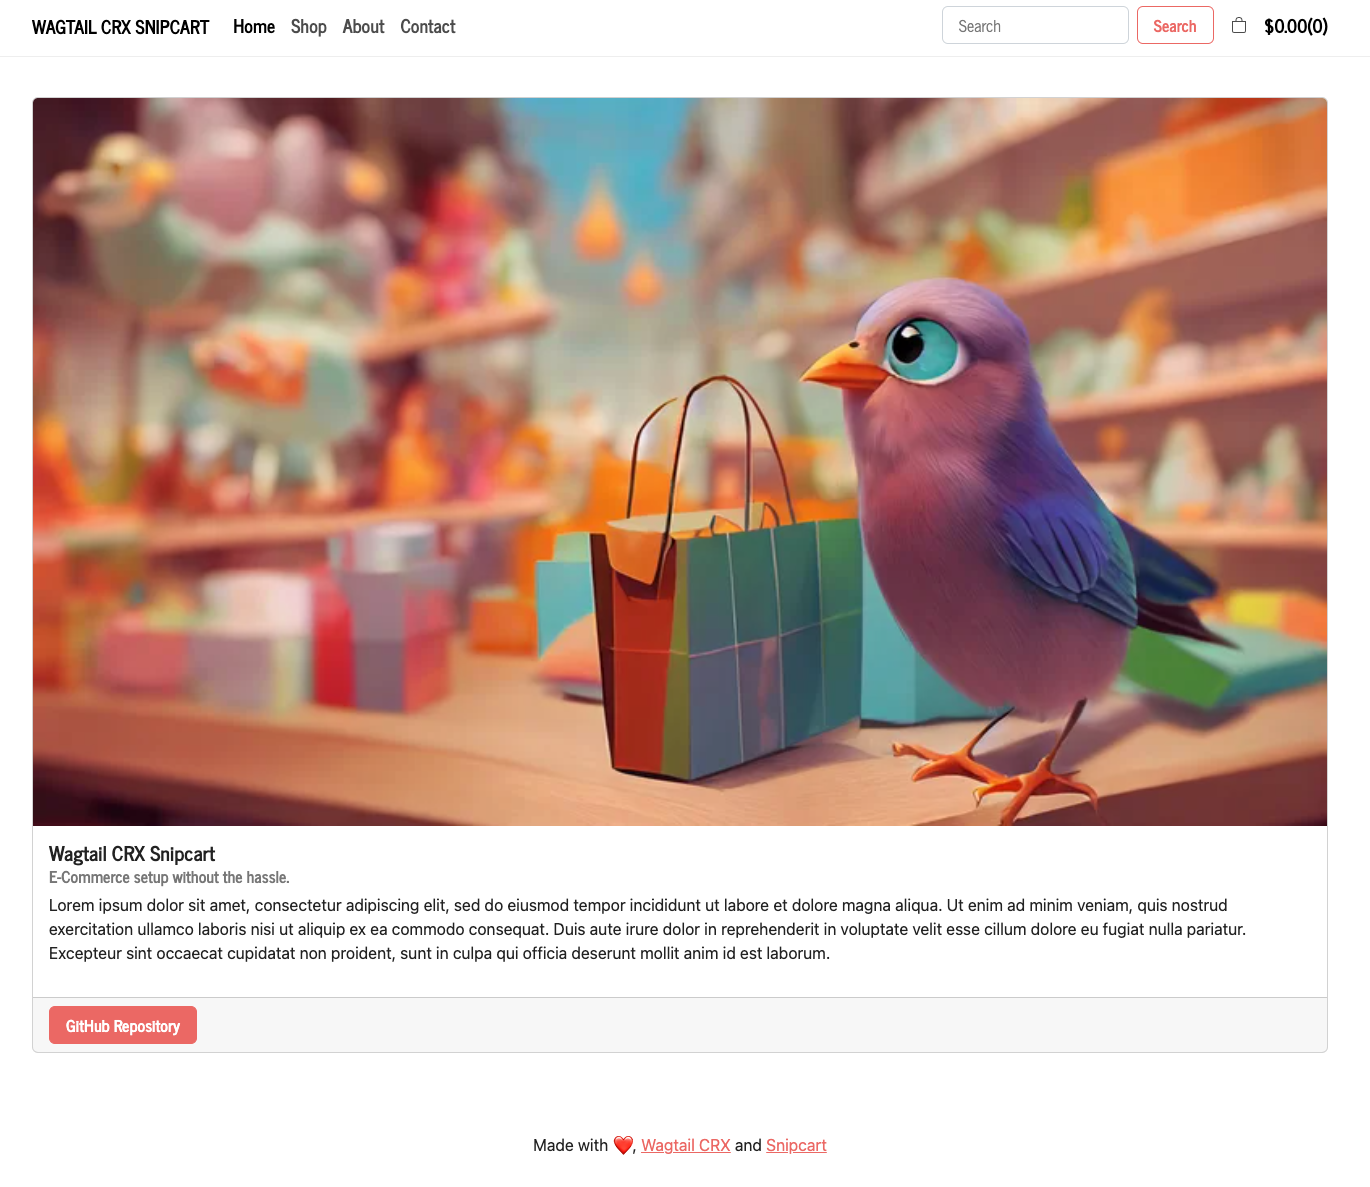 WAGTAIL CRX SNIPCART Home Shop About Contact Search Search $0.00(0)
Wagtail CRX Snipcart
E-Commerce setup without the hassle.
Lorem ipsum dolor sit amet, consectetur adipiscing elit, sed do eiusmod tempor incididunt ut labore et dolore magna aliqua. Ut enim ad minim veniam, quis nostrud
exercitation ullamco laboris nisi ut aliquip ex ea commodo consequat. Duis aute irure dolor in reprehenderit in voluptate velit esse cillum dolore eu fugiat nulla pariatur.
Excepteur sint occaecat cupidatat non proident, sunt in culpa qui officia deserunt mollit anim id est laborum.
GitHub Repository
Made with ❤️, Wagtail CRX and Snipcart